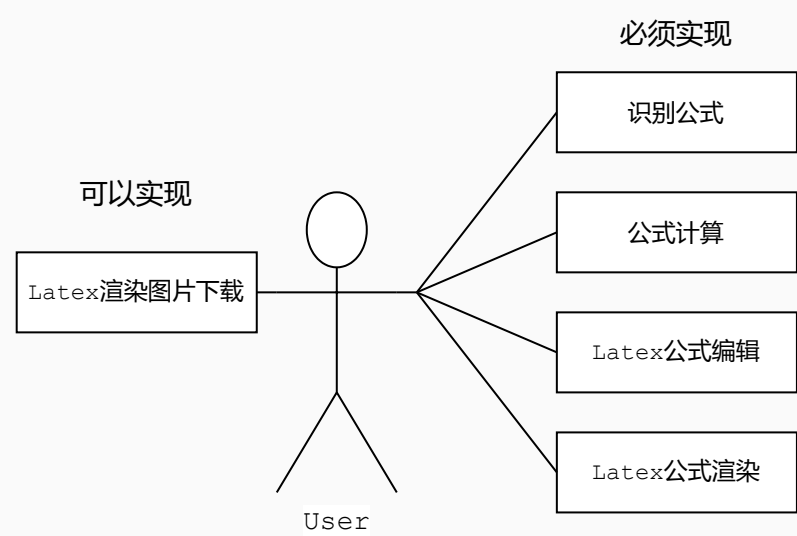 必须实现
识别公式
可以实现
公式计算
Latex渲染图片下载
Latex公式编辑
Latex公式渲染
User